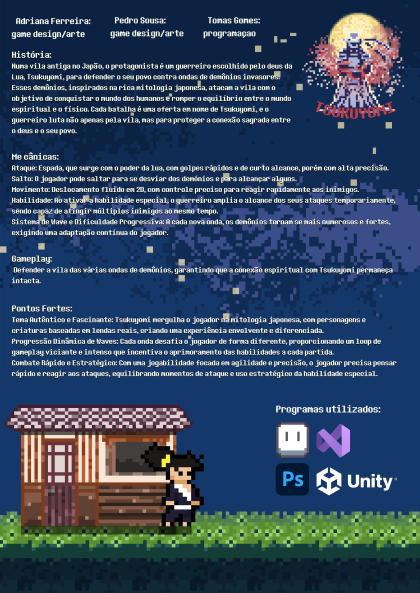 Adriana Ferreira:
game design/arte
Pedro Sousa:
game design/arte
Tomas Gomes:
programaçao
TSUKUYOMI
História:
Numa vila antiga no Japão, o protagonista é um guerreiro escolhido pelo deus da
Lua, Tsukuyomi, para defender o seu povo contra ondas de demônios invasores.
Esses demônios, inspirados na rica mitologia japonesa, atacam a vila com o
objetivo de conquistar o mundo dos humanos e romper o equilíbrio entre o mundo
espiritual e o físico. Cada batalha é uma oferta em nome de Tsukuyomi, e o
guerreiro luta não apenas pela vila, mas para proteger a conexão sagrada entre
o deus e o seu povo.
Mecânicas:
Ataque: Espada, que surge com o poder da lua, com golpes rápidos e de curto alcance, porém com alta precisão.
Salto: O jogador pode saltar para se desviar dos demônios e para alcançar alguns.
Movimento: Deslocamento fluído em 2D, com controle preciso para reagir rapidamente aos inimigos.
Habilidade: Ao ativar a habilidade especial, o guerreiro amplia o alcance dos seus ataques temporariamente,
sendo capaz de atingir múltiplos inimigos ao mesmo tempo.
Sistema de Wave e Dificuldade Progressiva: A cada nova onda, os demônios tornam se mais numerosos e fortes,
exigindo uma adaptação contínua do jogador.
Gameplay:
Defender a vila das várias ondas de demônios, garantindo que a conexão espiritual com Tsukuyomi permaneça
intacta.
Pontos Fortes:
Tema Autêntico e Fascinante: Tsukuyomi mergulha o jogador na mitologia japonesa, com personagens e
criaturas baseadas em lendas reais, criando uma experiência envolvente e diferenciada.
Progressão Dinâmica de Waves: Cada onda desafia o jogador de forma diferente, proporcionando um loop de
gameplay viciante e intenso que incentiva o aprimoramento das habilidades a cada partida.
Combate Rápido e Estratégico: Com uma jogabilidade focada em agilidade e precisão, o jogador precisa pensar
rápido e reagir aos ataques, equilibrando momentos de ataque e uso estratégico da habilidade especial.
Programas utilizados:
Ps
Unity